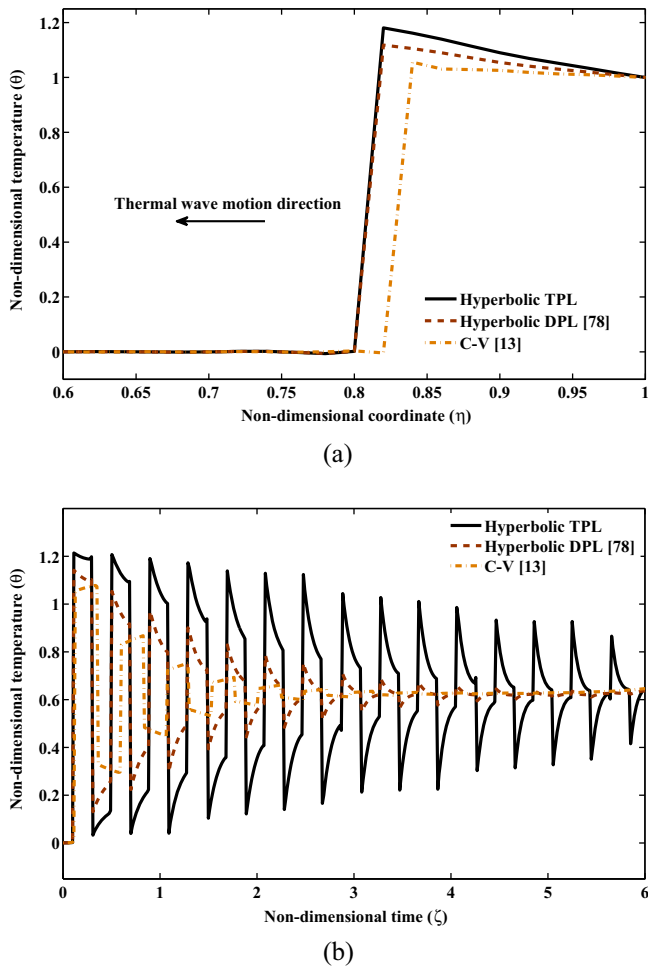 Non-dimensional temperature (θ)
1.2
1
0.8
0.6
0.4
0.2
0
Thermal wave motion direction
Hyperbolic TPL
Hyperbolic DPL [78]
C-V [13]
0.6
0.65
0.7
0.75
0.8
0.85
0.9
0.95
1
Non-dimensional coordinate (η)
(a)
Non-dimensional temperature (θ)
1.2
1
0.8
0.6
0.4
0.2
0
Hyperbolic TPL
Hyperbolic DPL [78]
C-V [13]
0
1
2
3
4
5
6
Non-dimensional time (ζ)
(b)